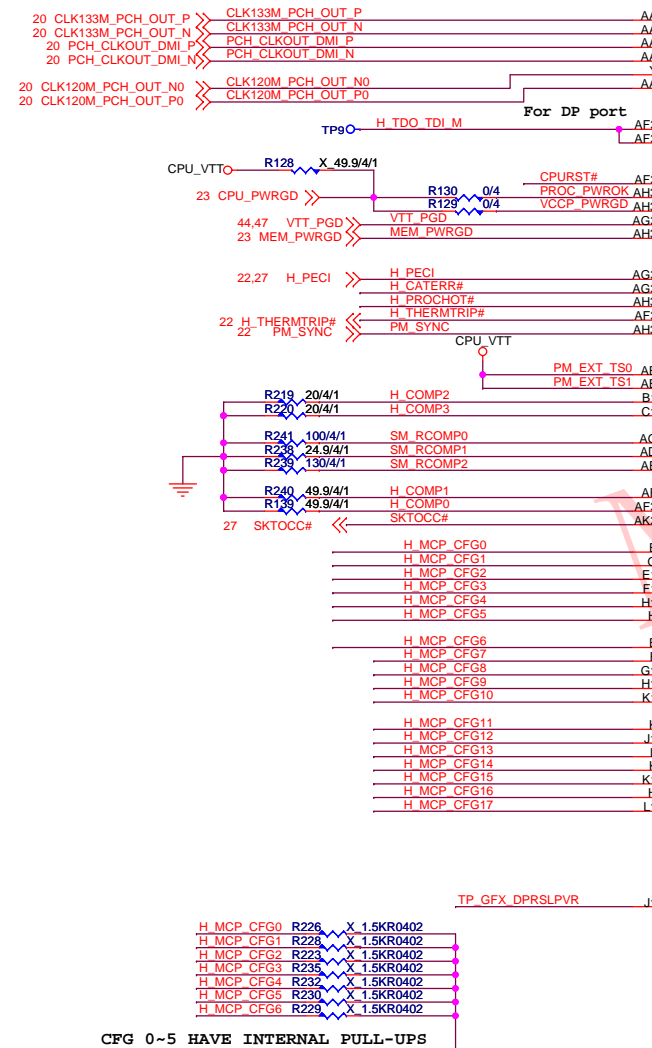 20 CLK133M_PCH_OUT_P CLK133M_PCH_OUT_P
20 CLK133M_PCH_OUT_N CLK133M_PCH_OUT_N
20 PCH_CLKOUT_DMI_P PCH_CLKOUT_DMI_P
20 PCH_CLKOUT_DMI_N PCH_CLKOUT_DMI_N
20 CLK120M_PCH_OUT_N0 CLK120M_PCH_OUT_N0
20 CLK120M_PCH_OUT_P0 CLK120M_PCH_OUT_P0
For DP port
TP9 H_TDO_TDI_M
CPU_VTT R128 X_49.9/4/1
CPURST#
23 CPU_PWRGD R130 0/4 PROC_PWROK
R129 0/4 VCCP_PWRGD
44,47 VTT_PGD VTT_PGD
23 MEM_PWRGD MEM_PWRGD
22,27 H_PECI H_PECI
H_CATERR#
H_PROCHOT#
22 H_THERMTRIP# H_THERMTRIP#
22 PM_SYNC PM_SYNC
CPU_VTT
PM_EXT_TS0
PM_EXT_TS1
R219 20/4/1 H_COMP2
R220 20/4/1 H_COMP3
R241 100/4/1 SM_RCOMP0
R238 24.9/4/1 SM_RCOMP1
R239 130/4/1 SM_RCOMP2
R240 49.9/4/1 H_COMP1
R139 49.9/4/1 H_COMP0
27 SKTOCC# SKTOCC#
H_MCP_CFG0
H_MCP_CFG1
H_MCP_CFG2
H_MCP_CFG3
H_MCP_CFG4
H_MCP_CFG5
H_MCP_CFG6
H_MCP_CFG7
H_MCP_CFG8
H_MCP_CFG9
H_MCP_CFG10
H_MCP_CFG11
H_MCP_CFG12
H_MCP_CFG13
H_MCP_CFG14
H_MCP_CFG15
H_MCP_CFG16
H_MCP_CFG17
TP_GFX_DPRSLPVR
H_MCP_CFG0 R226 X_1.5KR0402
H_MCP_CFG1 R228 X_1.5KR0402
H_MCP_CFG2 R223 X_1.5KR0402
H_MCP_CFG3 R235 X_1.5KR0402
H_MCP_CFG4 R232 X_1.5KR0402
H_MCP_CFG5 R230 X_1.5KR0402
H_MCP_CFG6 R229 X_1.5KR0402
CFG 0~5 HAVE INTERNAL PULL-UPS